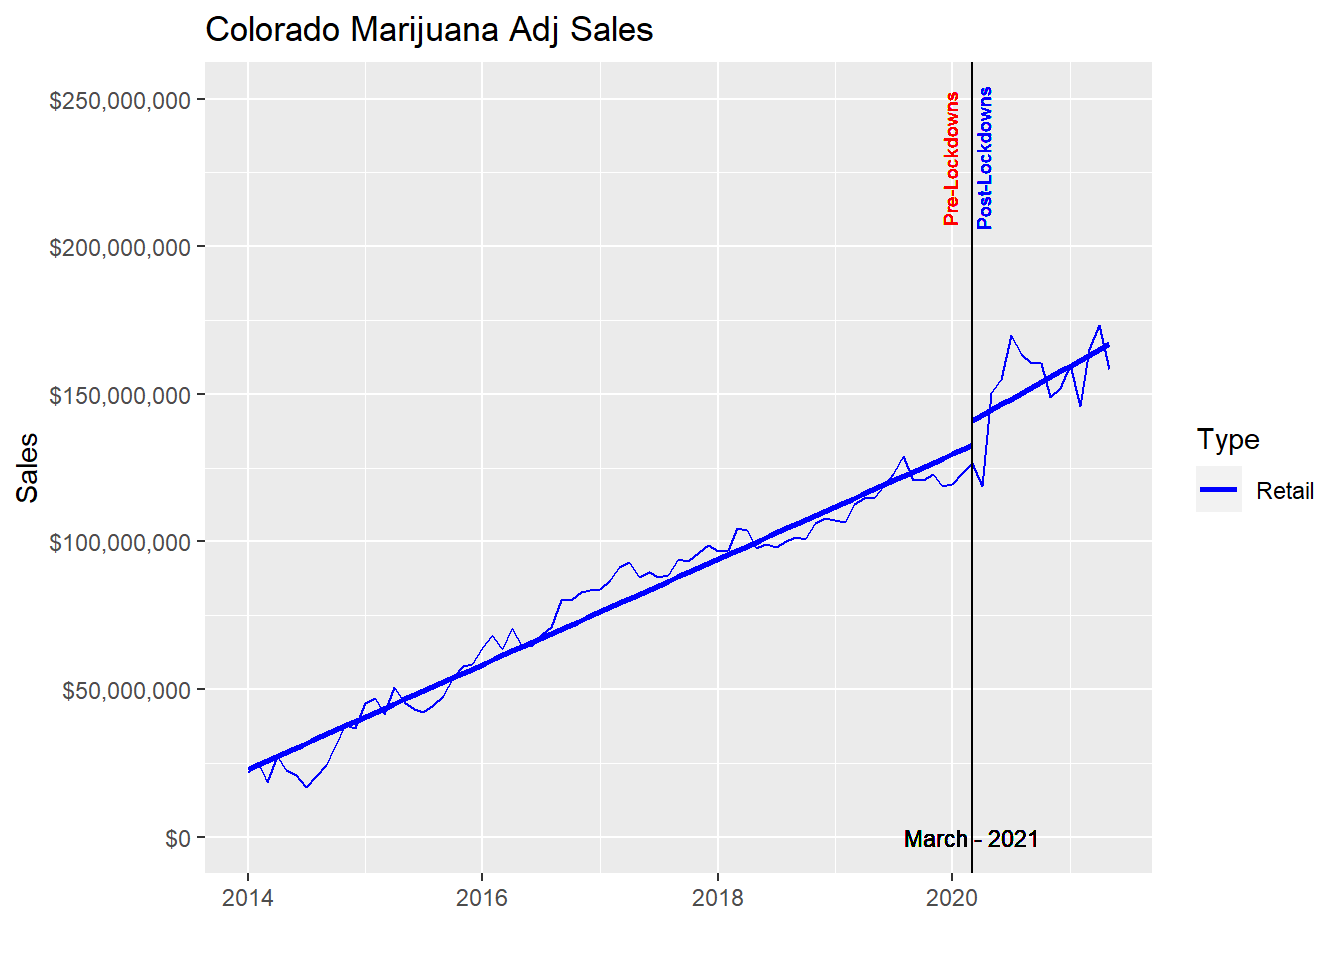 Colorado Marijuana Adj Sales
$250,000,000
$200,000,000
$150,000,000
$100,000,000
$50,000,000
$0
Sales
Pre-Lockdowns
Post-Lockdowns
March - 2021
2014
2016
2018
2020
Type
Retail